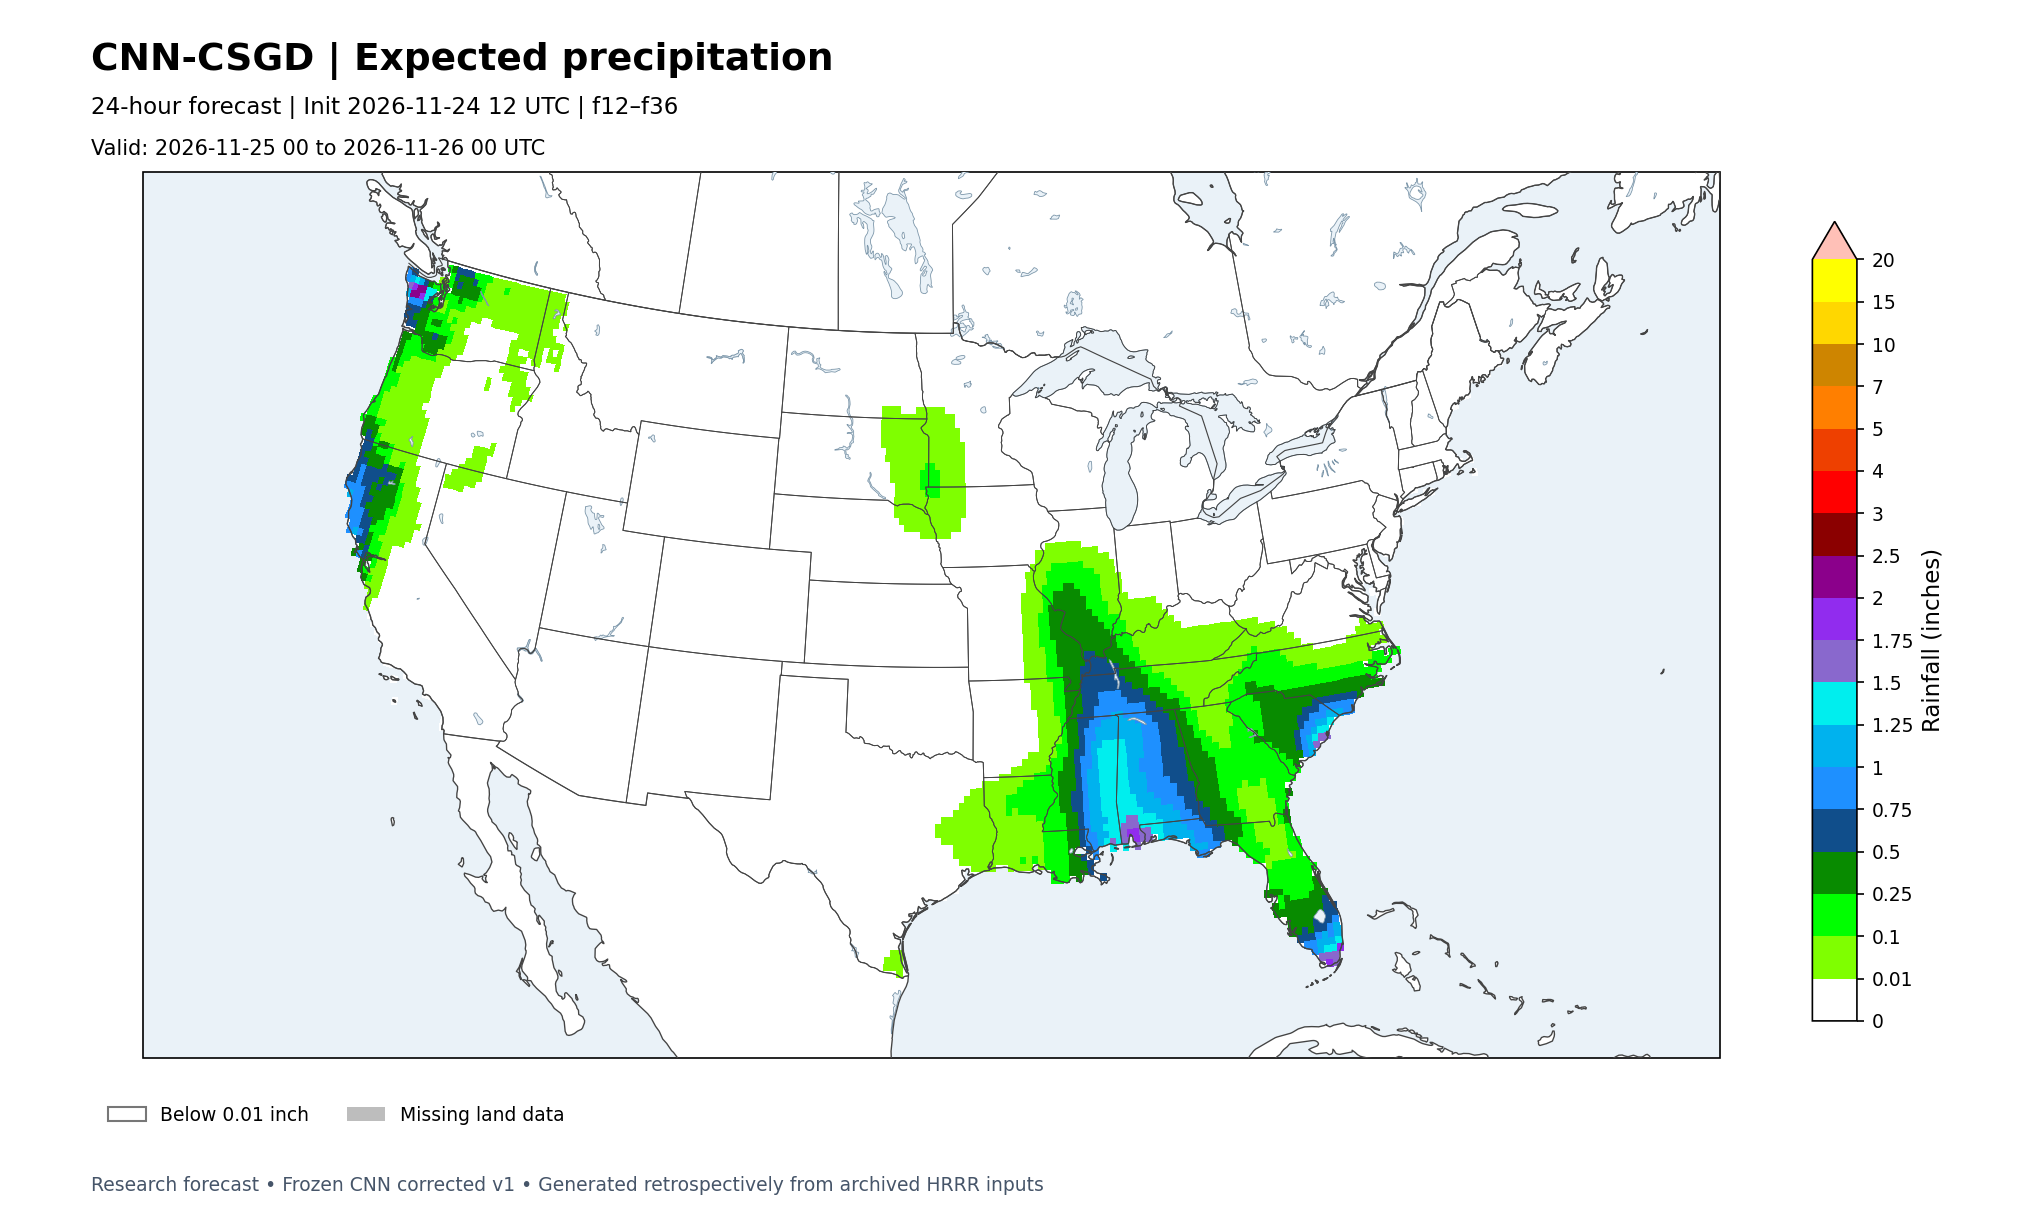 CNN-CSGD | Expected precipitation
24-hour forecast | Init 2026-11-24 12 UTC | f12–f36
Valid: 2026-11-25 00 to 2026-11-26 00 UTC
20
15
10
7
5
4
3
2.5
2
1.75
1.5
1.25
1
0.75
0.5
0.25
0.1
0.01
0
Rainfall (inches)
Below 0.01 inch
Missing land data
Research forecast • Frozen CNN corrected v1 • Generated retrospectively from archived HRRR inputs